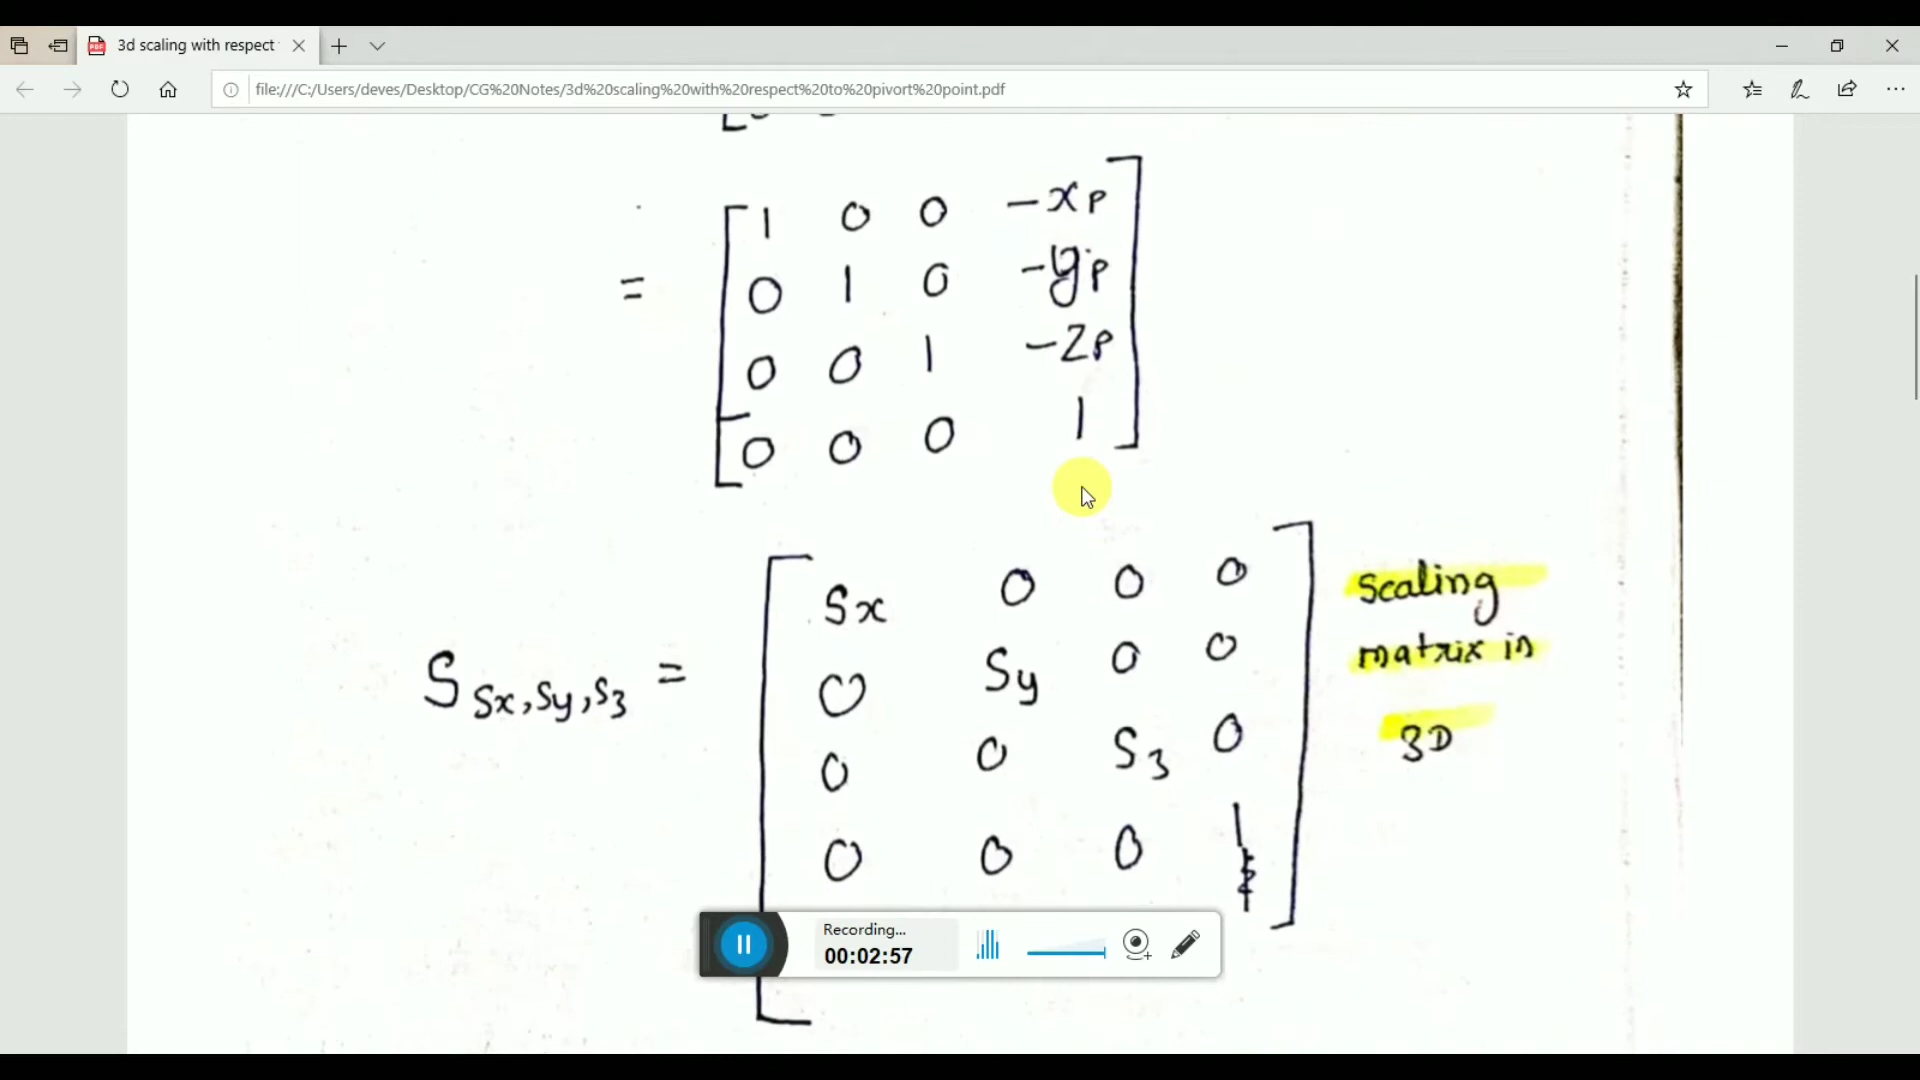 3d scaling with respect
file:///C:/Users/deves/Desktop/CG%20Notes/3d%20scaling%20with%20respect%20to%20pivort%20point.pdf
1 0 0 -xp
= 0 1 0 -yp
0 0 1 -zp
0 0 0 1
Sx 0 0 0 Scaling
S Sx,Sy,S3 = 0 Sy 0 0 matrix in
0 0 S3 0 3D
0 0 0 1
Recording...
00:02:57